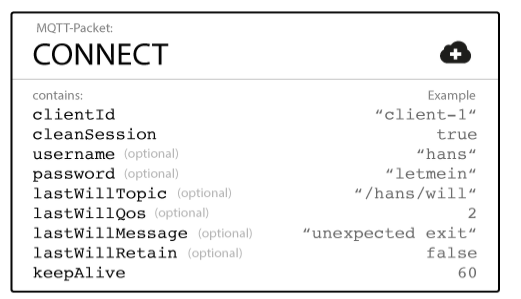 MQTT-Packet:
CONNECT
contains: Example
clientId "client-1"
cleanSession true
username (optional) "hans"
password (optional) "letmein"
lastWillTopic (optional) "/hans/will"
lastWillQos (optional) 2
lastWillMessage (optional) "unexpected exit"
lastWillRetain (optional) false
keepAlive 60